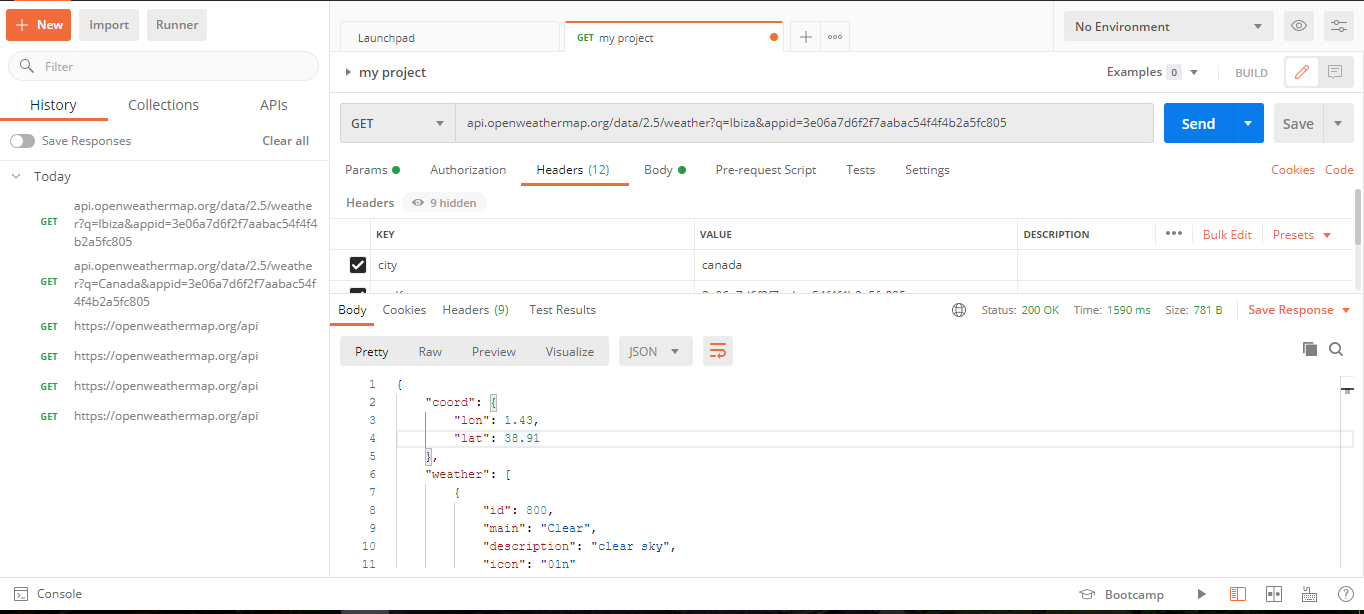 New
Import
Runner
Filter
History
Collections
APIs
Save Responses
Clear all
Today
GET
api.openweathermap.org/data/2.5/weathe
r?q=Ibiza&appid=3e06a7d6f2f7aabac54f4f4
b2a5fc805
GET
api.openweathermap.org/data/2.5/weathe
r?q=Canada&appid=3e06a7d6f2f7aabac54f
4f4b2a5fc805
GET https://openweathermap.org/api
GET https://openweathermap.org/api
GET https://openweathermap.org/api
GET https://openweathermap.org/api
Launchpad
GET my project
No Environment
my project
Examples 0
BUILD
GET
api.openweathermap.org/data/2.5/weather?q=Ibiza&appid=3e06a7d6f2f7aabac54f4f4b2a5fc805
Send
Save
Params
Authorization
Headers (12)
Body
Pre-request Script
Tests
Settings
Cookies
Code
Headers
9 hidden
KEY
VALUE
DESCRIPTION
Bulk Edit
Presets
city
canada
Body
Cookies
Headers (9)
Test Results
Status: 200 OK
Time: 1590 ms
Size: 781 B
Save Response
Pretty
Raw
Preview
Visualize
JSON
1 {
2 "coord": {
3 "lon": 1.43,
4 "lat": 38.91
5 },
6 "weather": [
7 {
8 "id": 800,
9 "main": "Clear",
10 "description": "clear sky",
11 "icon": "01n"
Console
Bootcamp